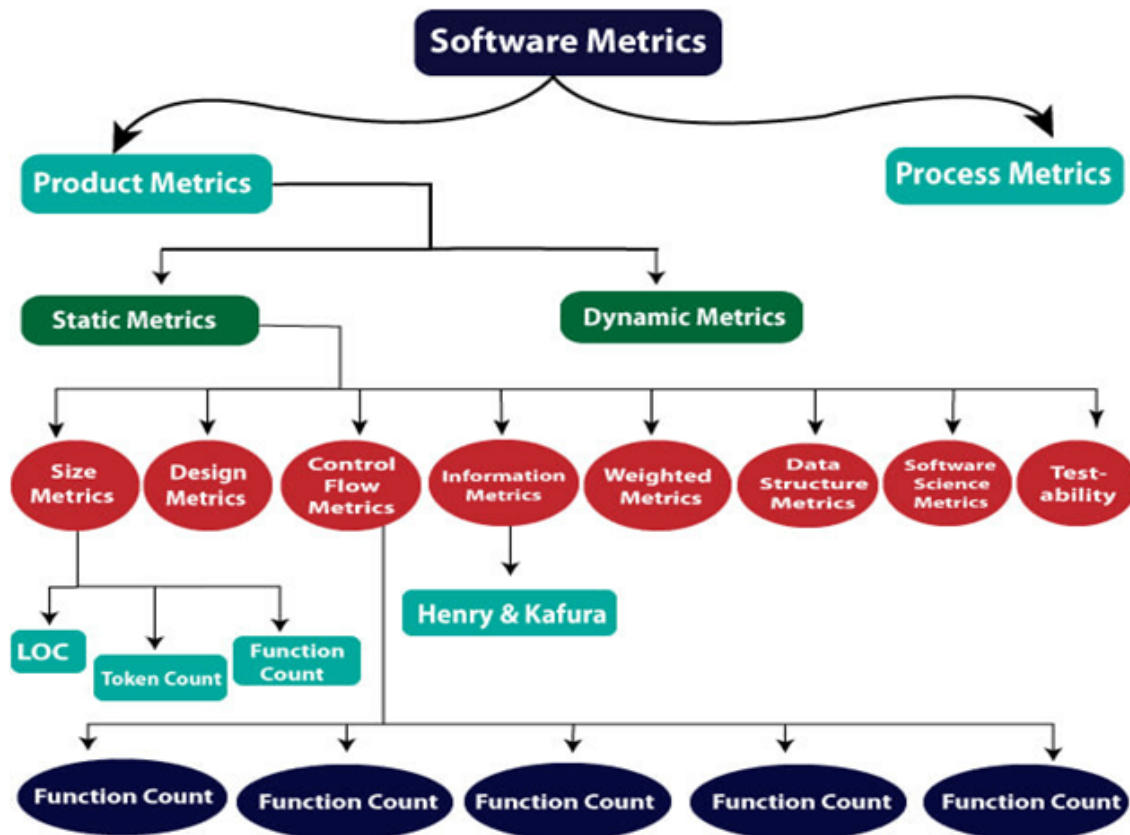 Software Metrics
Product Metrics
Process Metrics
Static Metrics
Dynamic Metrics
Size
Metrics
Design
Metrics
Control
Flow
Metrics
Information
Metrics
Weighted
Metrics
Data
Structure
Metrics
Software
Science
Metrics
Test-
ability
LOC
Token Count
Function
Count
Henry & Kafura
Function Count
Function Count
Function Count
Function Count
Function Count